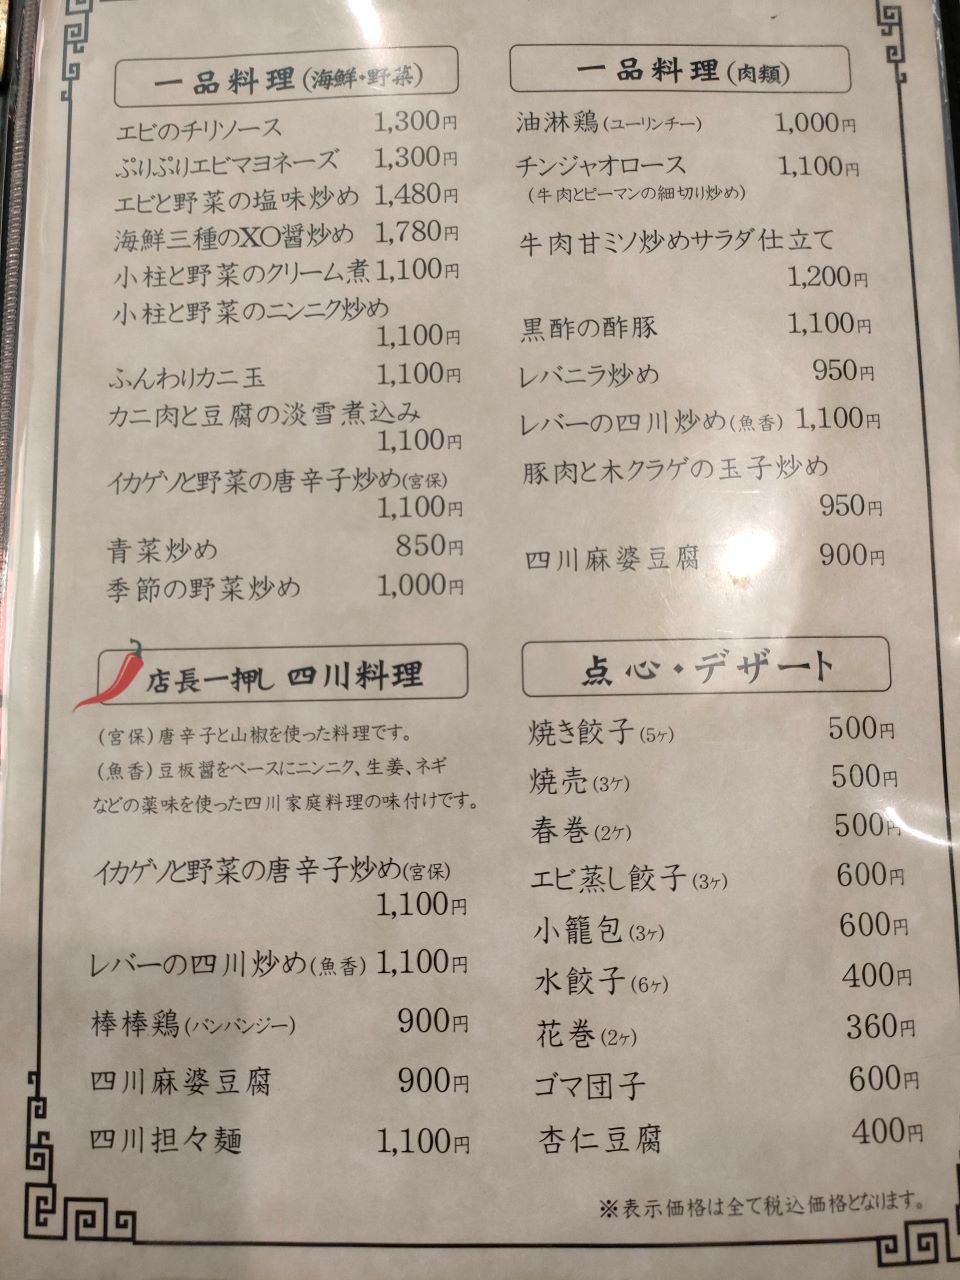 一品料理(海鮮・野菜)
エビのチリソース 1,300円
ぷりぷりエビマヨネーズ 1,300円
エビと野菜の塩味炒め 1,480円
海鮮三種のXO醤炒め 1,780円
小柱と野菜のクリーム煮 1,100円
小柱と野菜のニンニク炒め
1,100円
ふんわりカニ玉 1,100円
カニ肉と豆腐の淡雪煮込み
1,100円
イカゲソと野菜の唐辛子炒め(宮保)
1,100円
青菜炒め 850円
季節の野菜炒め 1,000円
一品料理(肉類)
油淋鶏(ユーリンチー) 1,000円
チンジャオロース 1,100円
(牛肉とピーマンの細切り炒め)
牛肉甘ミソ炒めサラダ仕立て
1,200円
黒酢の酢豚 1,100円
レバニラ炒め 950円
レバーの四川炒め(魚香) 1,100円
豚肉と木クラゲの玉子炒め
950円
四川麻婆豆腐 900円
店長一押し 四川料理
(宮保)唐辛子と山椒を使った料理です。
(魚香)豆板醤をベースにニンニク、生姜、ネギ
などの薬味を使った四川家庭料理の味付けです。
イカゲソと野菜の唐辛子炒め(宮保)
1,100円
レバーの四川炒め(魚香) 1,100円
棒棒鶏(バンバンジー) 900円
四川麻婆豆腐 900円
四川担々麺 1,100円
点心・デザート
焼き餃子(5ヶ) 500円
焼売(3ケ) 500円
春巻(2ケ) 500円
エビ蒸し餃子(3ヶ) 600円
小籠包(3ヶ) 600円
水餃子(6ヶ) 400円
花巻(2ヶ) 360円
ゴマ団子 600円
杏仁豆腐 400円
※表示価格は全て税込価格となります。